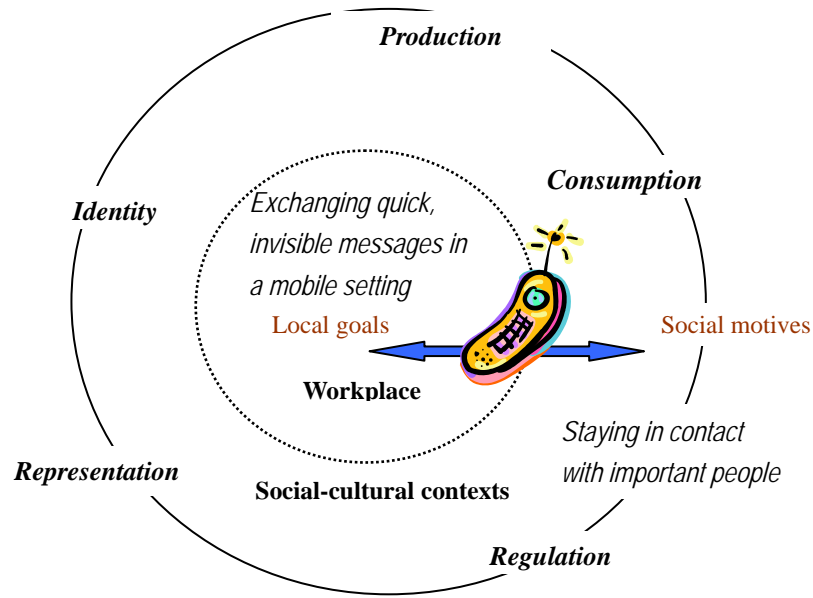 Production
Consumption
Identity
Exchanging quick,
invisible messages in
a mobile setting
Local goals
Social motives
Workplace
Staying in contact
with important people
Representation
Social-cultural contexts
Regulation